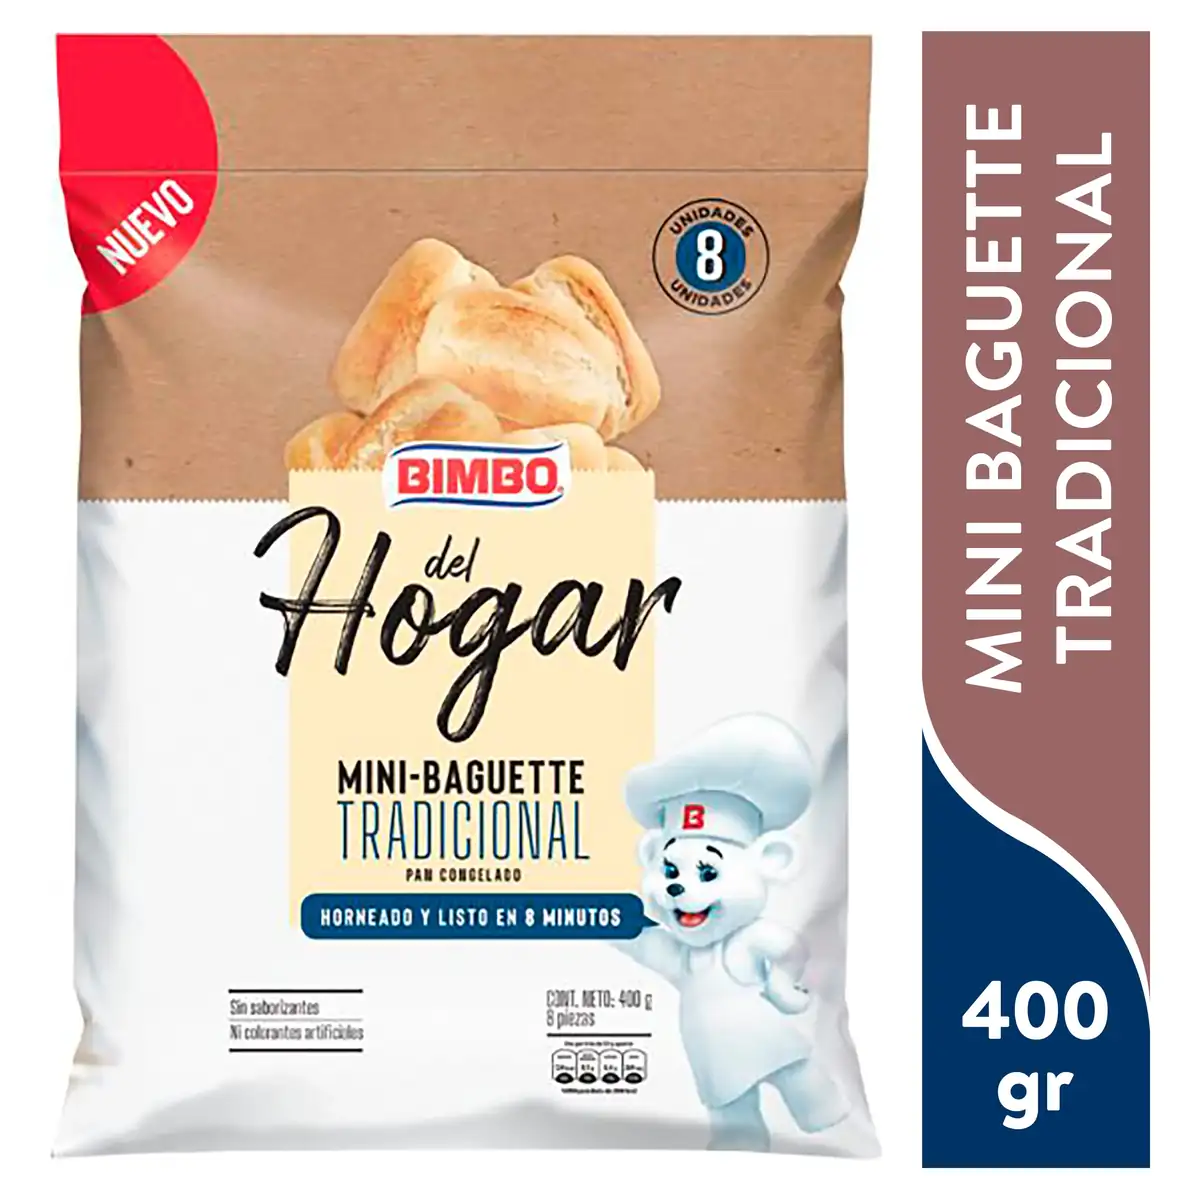 NUEVO
UNIDADES
8
UNIDADES
BIMBO
del
Hogar
MINI-BAGUETTE
TRADICIONAL
PAN CONGELADO
HORNEADO Y LISTO EN 8 MINUTOS
B
Sin saborizantes
Ni colorantes artificiales
CONT. NETO: 400 g
8 piezas
MINI BAGUETTE
TRADICIONAL
400
gr